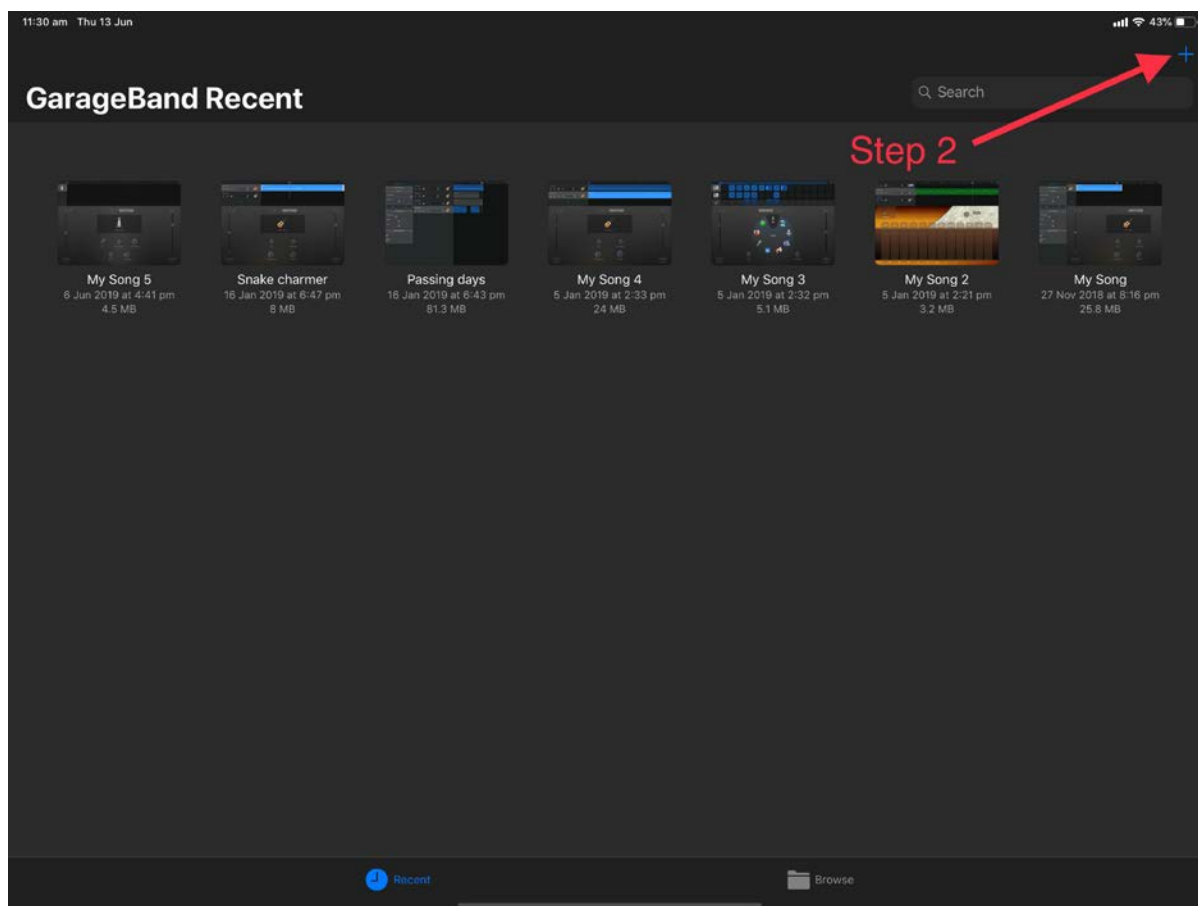 11:30 am Thu 13 Jun
43%
GarageBand Recent
Search
Step 2
My Song 5
6 Jun 2019 at 4:41 pm
4.5 MB
Snake charmer
16 Jan 2019 at 6:47 pm
8 MB
Passing days
16 Jan 2019 at 6:43 pm
81.3 MB
My Song 4
5 Jan 2019 at 2:33 pm
24 MB
My Song 3
5 Jan 2019 at 2:32 pm
5.1 MB
My Song 2
5 Jan 2019 at 2:21 pm
3.2 MB
My Song
27 Nov 2018 at 8:16 pm
25.8 MB
Recent
Browse